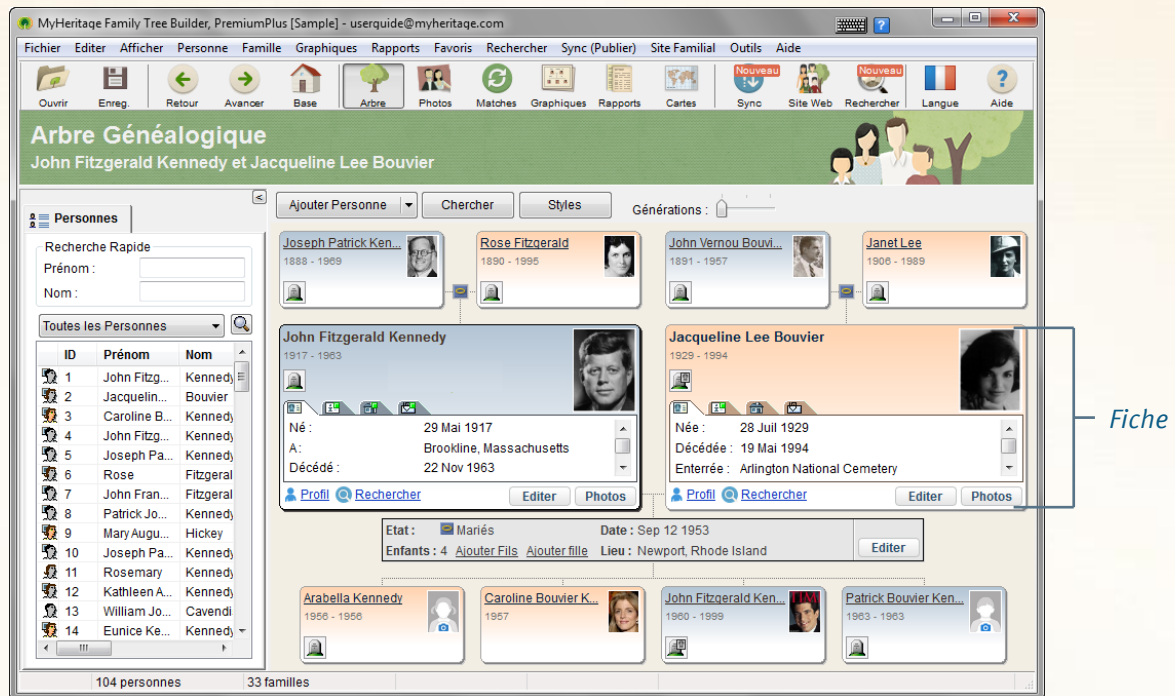 MyHeritage Family Tree Builder, PremiumPlus [Sample] - userguide@myheritage.com
Fichier Editer Afficher Personne Famille Graphiques Rapports Favoris Rechercher Sync (Publier) Site Familial Outils Aide
Nouveau Nouveau
Ouvrir Enreg. Retour Avancer Base Arbre Photos Matches Graphiques Rapports Cartes Sync Site Web Rechercher Langue Aide
Arbre Généalogique
John Fitzgerald Kennedy et Jacqueline Lee Bouvier
Personnes
Recherche Rapide
Prénom :
Nom :
Toutes les Personnes
ID Prénom Nom
1 John Fitzg... Kennedy
2 Jacquelin... Bouvier
3 Caroline B... Kennedy
4 John Fitzg... Kennedy
5 Joseph Pa... Kennedy
6 Rose Fitzgeral
7 John Fran... Fitzgeral
8 Patrick Jo... Kennedy
9 Mary Augu... Hickey
10 Joseph Pa... Kennedy
11 Rosemary Kennedy
12 Kathleen A... Kennedy
13 William Jo... Cavendi
14 Eunice Ke... Kennedy
Ajouter Personne Chercher Styles Générations :
Joseph Patrick Ken...
1888 - 1969
Rose Fitzgerald
1890 - 1995
John Vernou Bouvi...
1891 - 1957
Janet Lee
1906 - 1989
John Fitzgerald Kennedy
1917 - 1963
Né : 29 Mai 1917
A: Brookline, Massachusetts
Décédé : 22 Nov 1963
Profil Rechercher Editer Photos
Jacqueline Lee Bouvier
1929 - 1994
Née : 28 Juil 1929
Décédée : 19 Mai 1994
Enterrée : Arlington National Cemetery
Profil Rechercher Editer Photos
Fiche
Etat : Mariés Date : Sep 12 1953
Enfants : 4 Ajouter Fils Ajouter fille Lieu : Newport, Rhode Island
Editer
Arabella Kennedy
1956 - 1956
Caroline Bouvier K...
1957
John Fitzgerald Ken...
1960 - 1999
Patrick Bouvier Ken...
1963 - 1963
104 personnes 33 familles